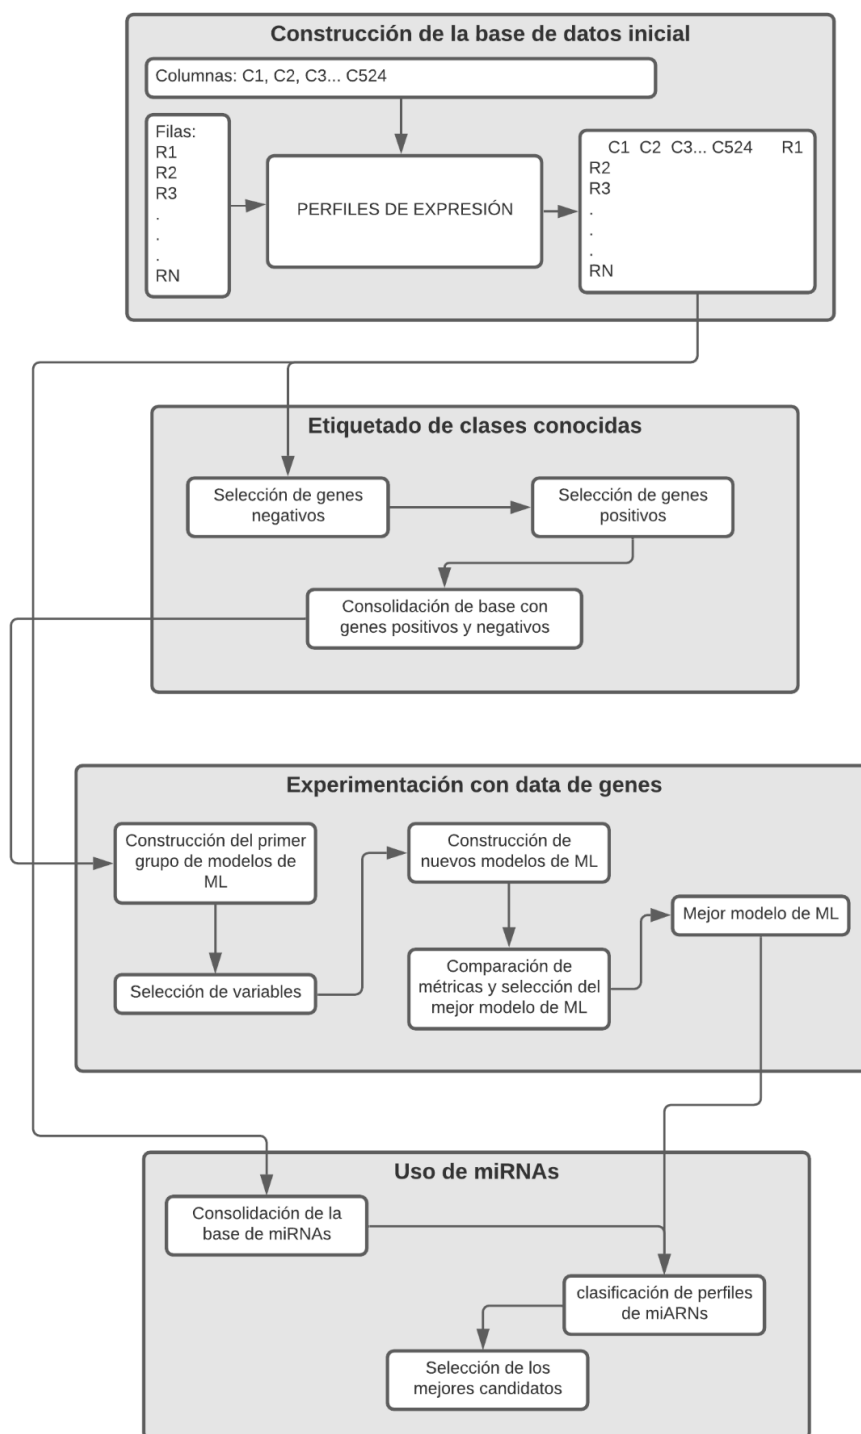 Construcción de la base de datos inicial
Columnas: C1, C2, C3... C524
Filas:
R1
R2
R3
.
.
.
RN
PERFILES DE EXPRESIÓN
C1 C2 C3... C524 R1
R2
R3
.
.
.
RN
Etiquetado de clases conocidas
Selección de genes
negativos
Selección de genes
positivos
Consolidación de base con
genes positivos y negativos
Experimentación con data de genes
Construcción del primer
grupo de modelos de
ML
Selección de variables
Construcción de
nuevos modelos de ML
Comparación de
métricas y selección del
mejor modelo de ML
Mejor modelo de ML
Uso de miRNAs
Consolidación de la
base de miRNAs
clasificación de perfiles
de miARNs
Selección de los
mejores candidatos